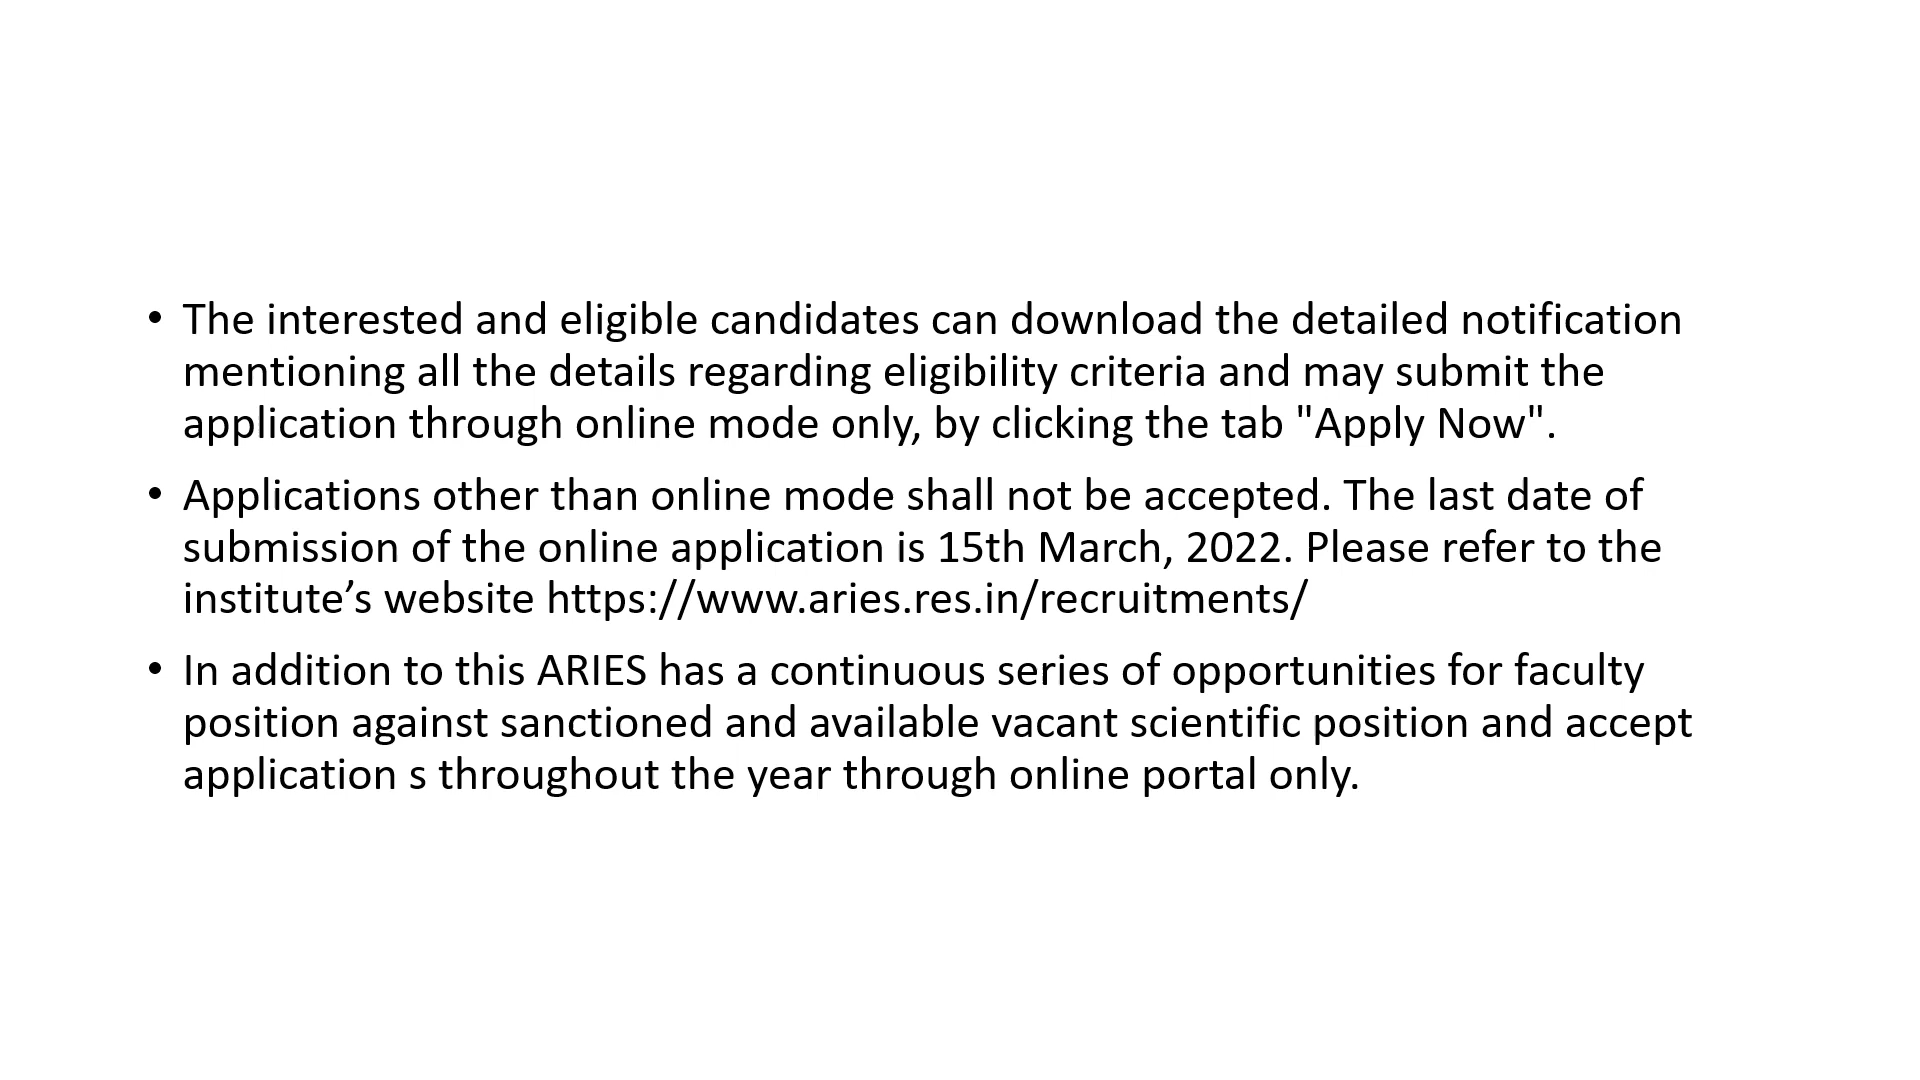 • The interested and eligible candidates can download the detailed notification
mentioning all the details regarding eligibility criteria and may submit the
application through online mode only, by clicking the tab "Apply Now".
• Applications other than online mode shall not be accepted. The last date of
submission of the online application is 15th March, 2022. Please refer to the
institute’s website https://www.aries.res.in/recruitments/
• In addition to this ARIES has a continuous series of opportunities for faculty
position against sanctioned and available vacant scientific position and accept
application s throughout the year through online portal only.